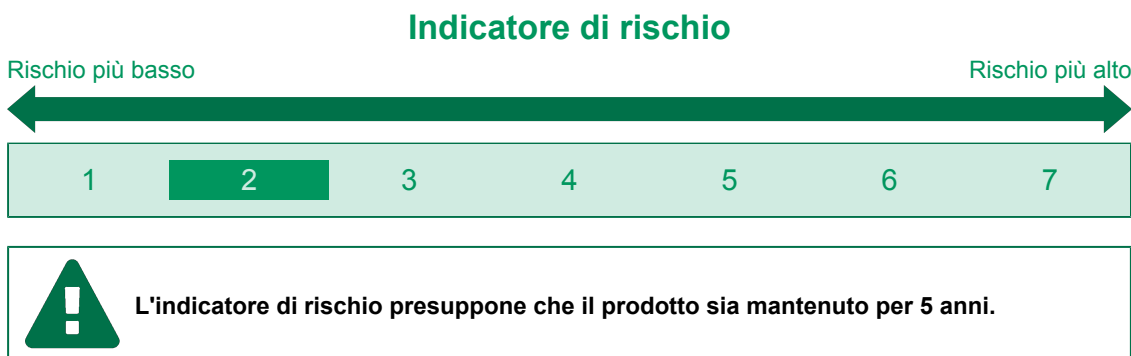 Indicatore di rischio
Rischio più basso Rischio più alto
1 2 3 4 5 6 7
L'indicatore di rischio presuppone che il prodotto sia mantenuto per 5 anni.